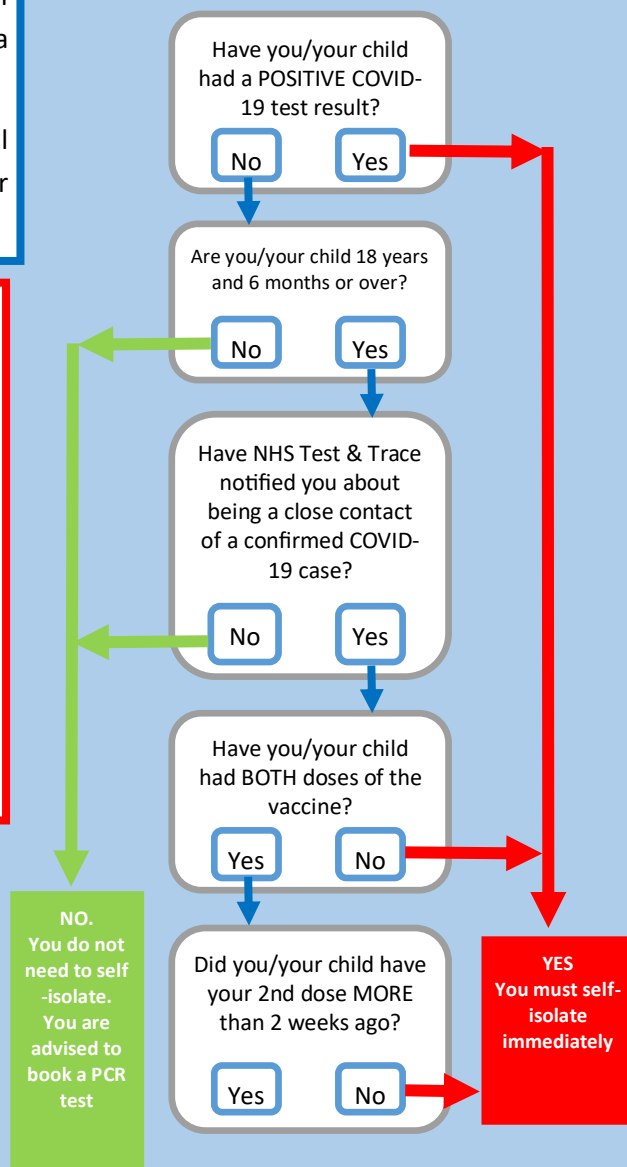 a
l
r
Have you/your child
had a POSITIVE COVID-
19 test result?
No
Yes
Are you/your child 18 years
and 6 months or over?
No
Yes
Have NHS Test & Trace
notified you about
being a close contact
of a confirmed COVID-
19 case?
No
Yes
Have you/your child
had BOTH doses of the
vaccine?
Yes
No
Did you/your child have
your 2nd dose MORE
than 2 weeks ago?
Yes
No
NO.
You do not
need to self
-isolate.
You are
advised to
book a PCR
test
YES
You must self-
isolate
immediately